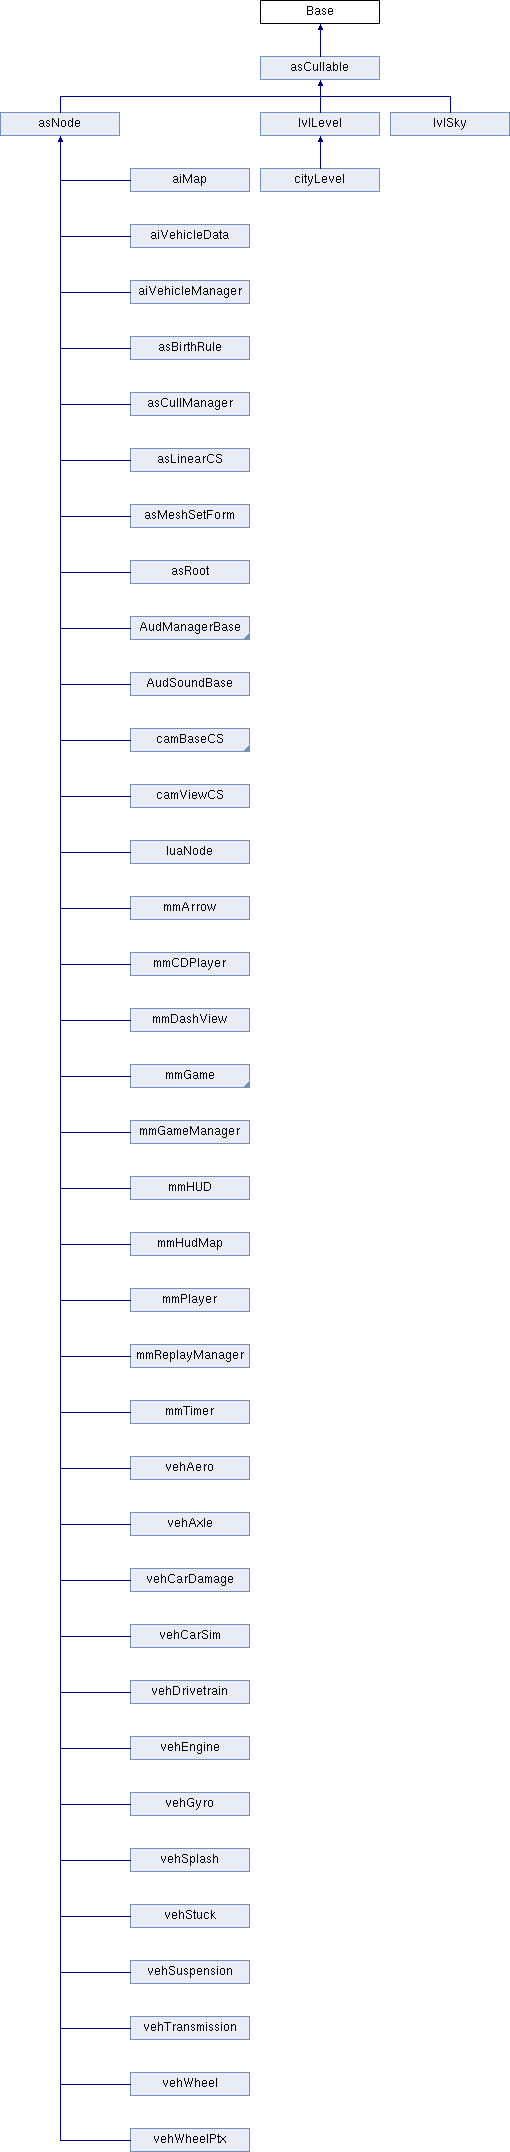 Base
asCullable
asNode
lvlLevel
lvlSky
aiMap
cityLevel
aiVehicleData
aiVehicleManager
asBirthRule
asCullManager
asLinearCS
asMeshSetForm
asRoot
AudManagerBase
AudSoundBase
camBaseCS
camViewCS
luaNode
mmArrow
mmCDPlayer
mmDashView
mmGame
mmGameManager
mmHUD
mmHudMap
mmPlayer
mmReplayManager
mmTimer
vehAero
vehAxle
vehCarDamage
vehCarSim
vehDrivetrain
vehEngine
vehGyro
vehSplash
vehStuck
vehSuspension
vehTransmission
vehWheel
vehWheelPtx